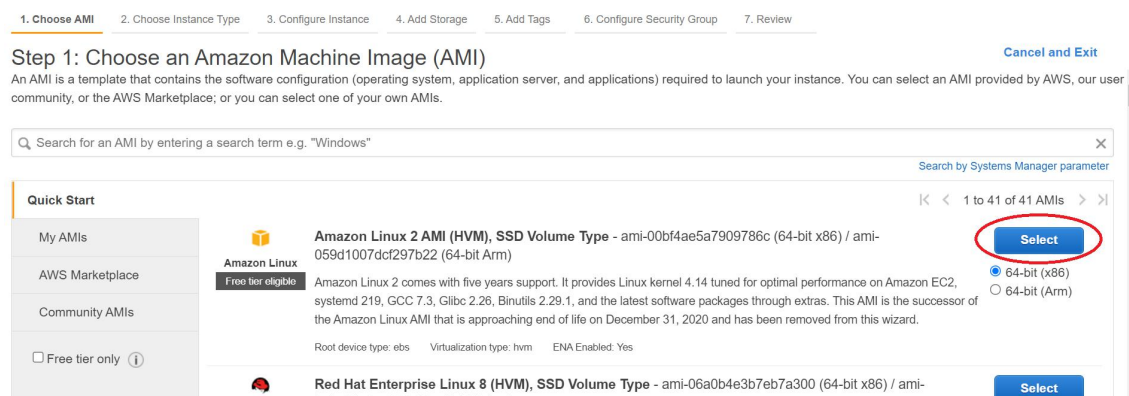 1. Choose AMI 2. Choose Instance Type 3. Configure Instance 4. Add Storage 5. Add Tags 6. Configure Security Group 7. Review
Step 1: Choose an Amazon Machine Image (AMI)
Cancel and Exit
An AMI is a template that contains the software configuration (operating system, application server, and applications) required to launch your instance. You can select an AMI provided by AWS, our user
community, or the AWS Marketplace; or you can select one of your own AMIs.
Search for an AMI by entering a search term e.g. "Windows"
Search by Systems Manager parameter
Quick Start
1 to 41 of 41 AMIs
My AMIs
AWS Marketplace
Community AMIs
Free tier only
Amazon Linux
Free tier eligible
Amazon Linux 2 AMI (HVM), SSD Volume Type - ami-00bf4ae5a7909786c (64-bit x86) / ami-
059d1007dcf297b22 (64-bit Arm)
Amazon Linux 2 comes with five years support. It provides Linux kernel 4.14 tuned for optimal performance on Amazon EC2,
systemd 219, GCC 7.3, Glibc 2.26, Binutils 2.29.1, and the latest software packages through extras. This AMI is the successor of
the Amazon Linux AMI that is approaching end of life on December 31, 2020 and has been removed from this wizard.
Root device type: ebs Virtualization type: hvm ENA Enabled: Yes
Select
64-bit (x86)
64-bit (Arm)
Red Hat Enterprise Linux 8 (HVM), SSD Volume Type - ami-06a0b4e3b7eb7a300 (64-bit x86) / ami-
Select